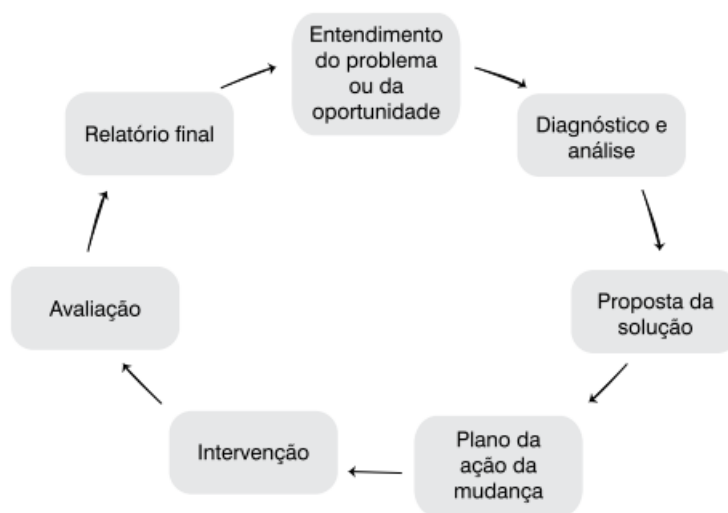 Entendimento
do problema
ou da
oportunidade
Diagnóstico e
análise
Proposta da
solução
Plano da
ação da
mudança
Intervenção
Avaliação
Relatório final